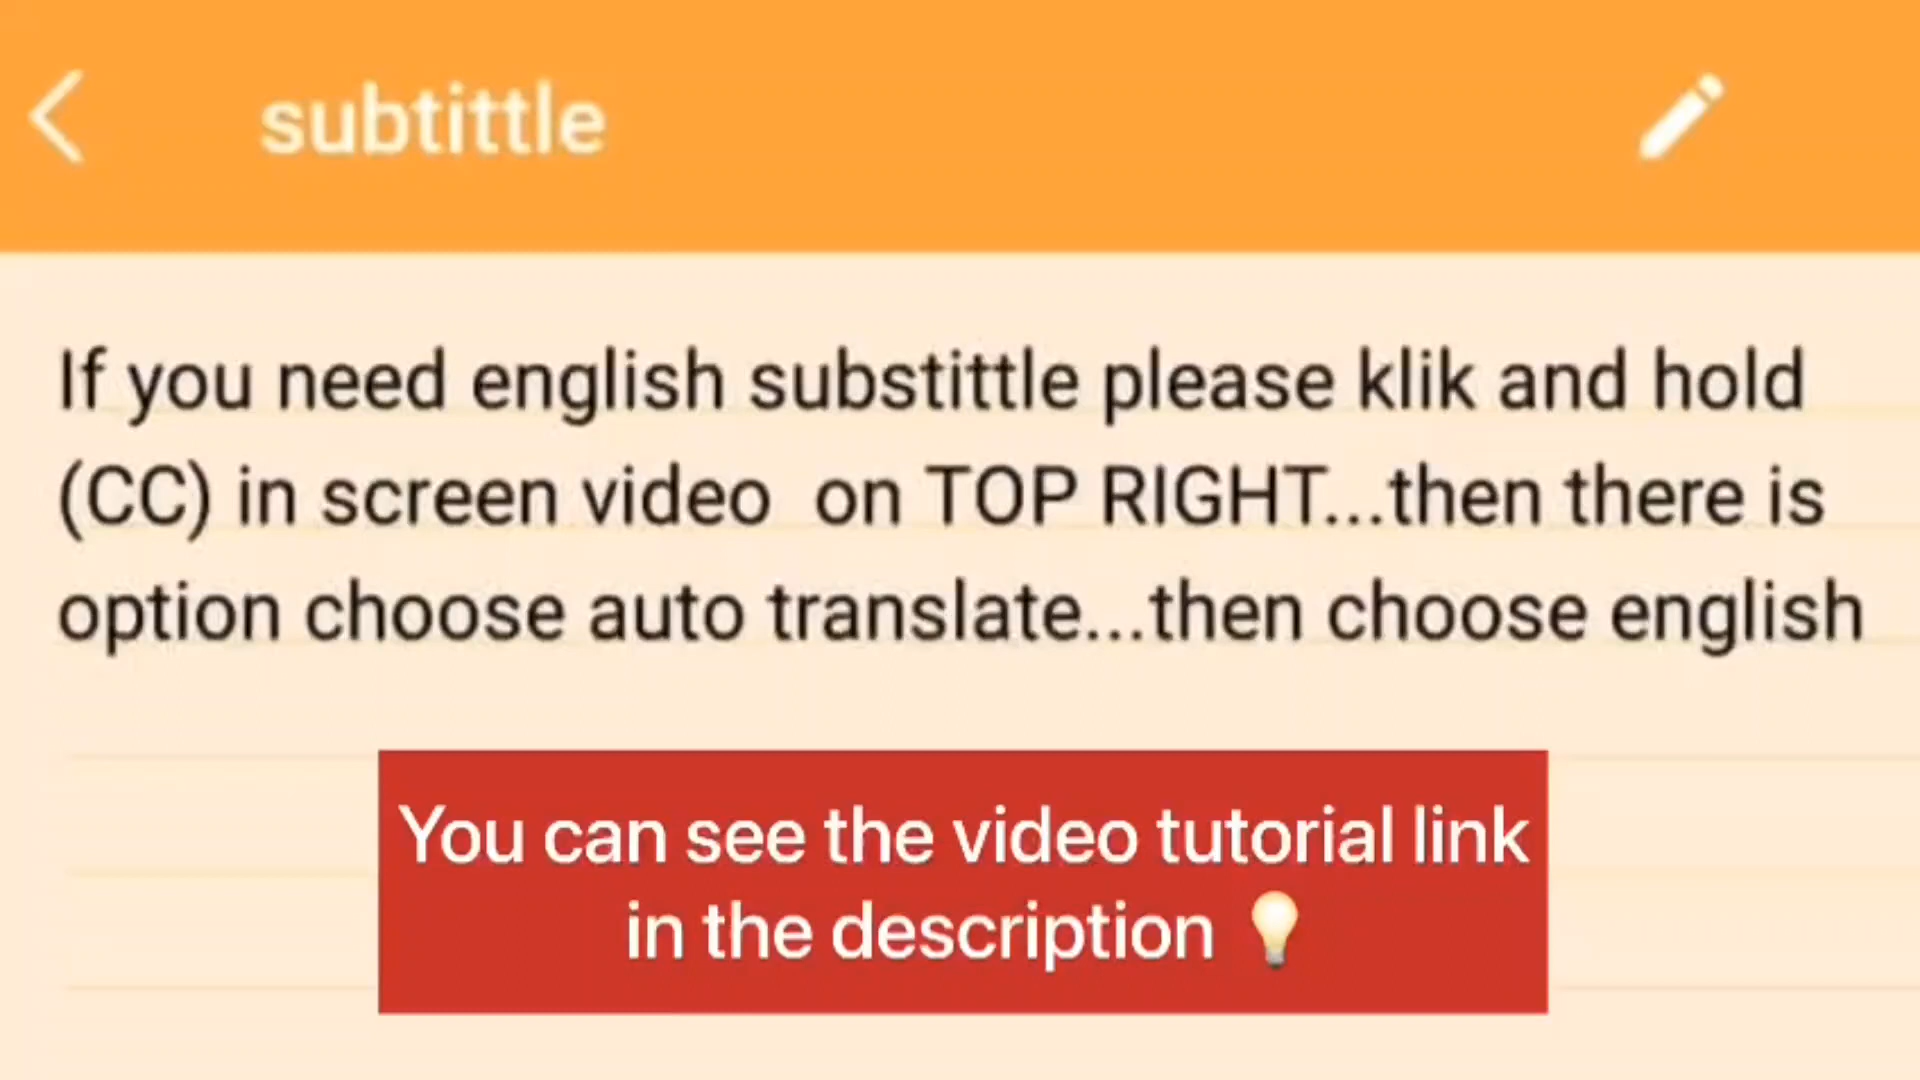 subtittle
If you need english substittle please klik and hold
(CC) in screen video  on TOP RIGHT...then there is
option choose auto translate...then choose english
You can see the video tutorial link
in the description 💡